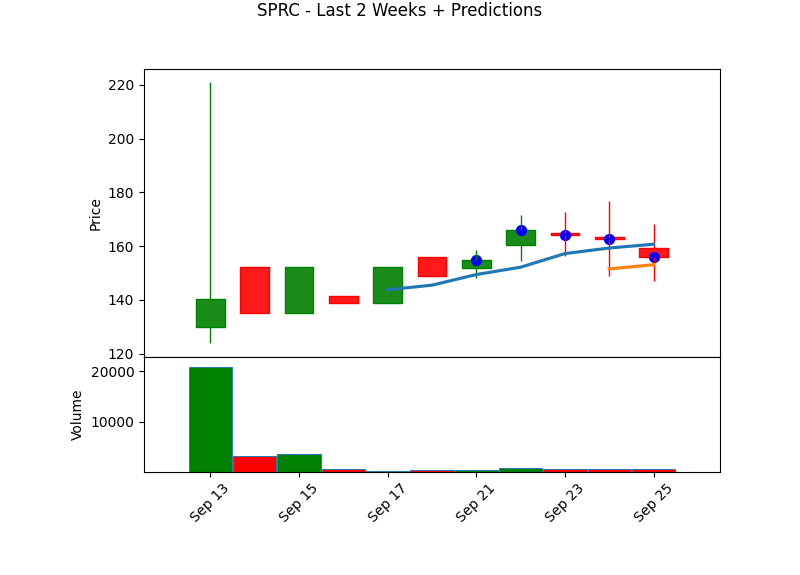 SPRC - Last 2 Weeks + Predictions
220
200
180
160
140
120
Price
20000
10000
Volume
Sep 13
Sep 15
Sep 17
Sep 21
Sep 23
Sep 25